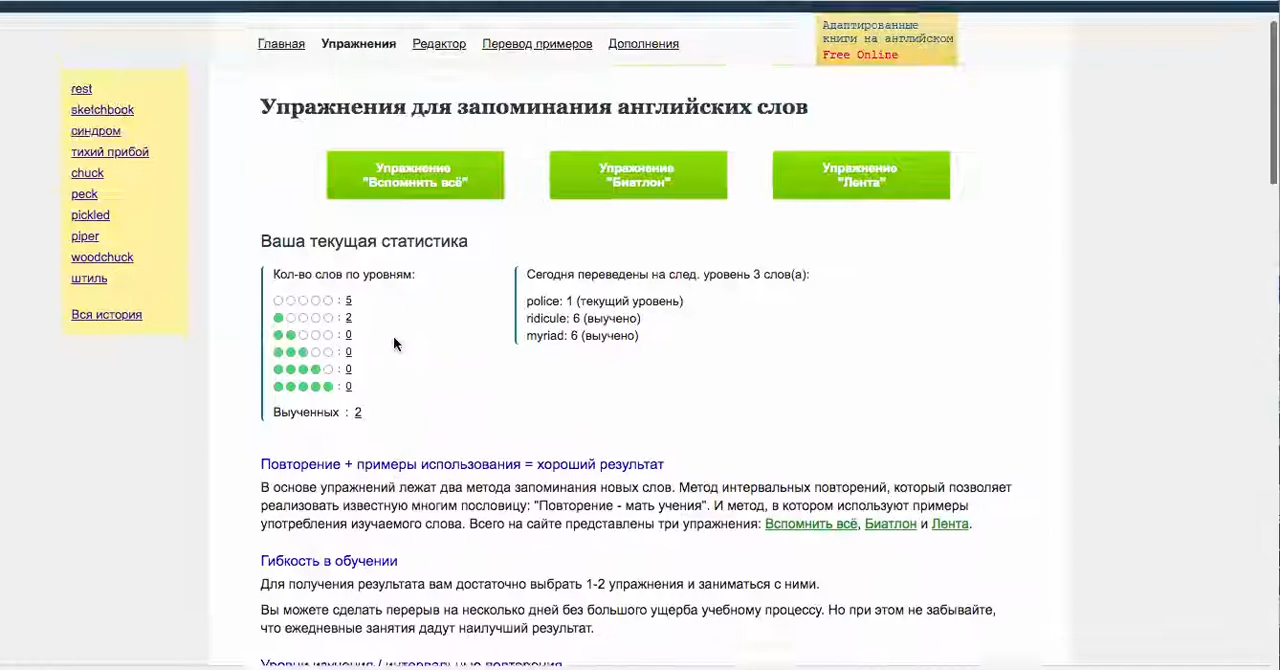 Главная Упражнения Редактор Перевод примеров Дополнения
Адаптированные
книги на английском
Free Online
rest
sketchbook
синдром
тихий прибой
chuck
peck
pickled
piper
woodchuck
штиль
Вся история
Упражнения для запоминания английских слов
Упражнение
"Вспомнить всё"
Упражнение
"Биатлон"
Упражнение
"Лента"
Ваша текущая статистика
Кол-во слов по уровням:
: 5
: 2
: 0
: 0
: 0
: 0
Выученных : 2
Сегодня переведены на след. уровень 3 слов(а):
police: 1 (текущий уровень)
ridicule: 6 (выучено)
myriad: 6 (выучено)
Повторение + примеры использования = хороший результат
В основе упражнений лежат два метода запоминания новых слов. Метод интервальных повторений, который позволяет
реализовать известную многим пословицу: "Повторение - мать учения". И метод, в котором используют примеры
употребления изучаемого слова. Всего на сайте представлены три упражнения: Вспомнить всё, Биатлон и Лента.
Гибкость в обучении
Для получения результата вам достаточно выбрать 1-2 упражнения и заниматься с ними.
Вы можете сделать перерыв на несколько дней без большого ущерба учебному процессу. Но при этом не забывайте,
что ежедневные занятия дадут наилучший результат.
Уровни изучения / интервальные повторения